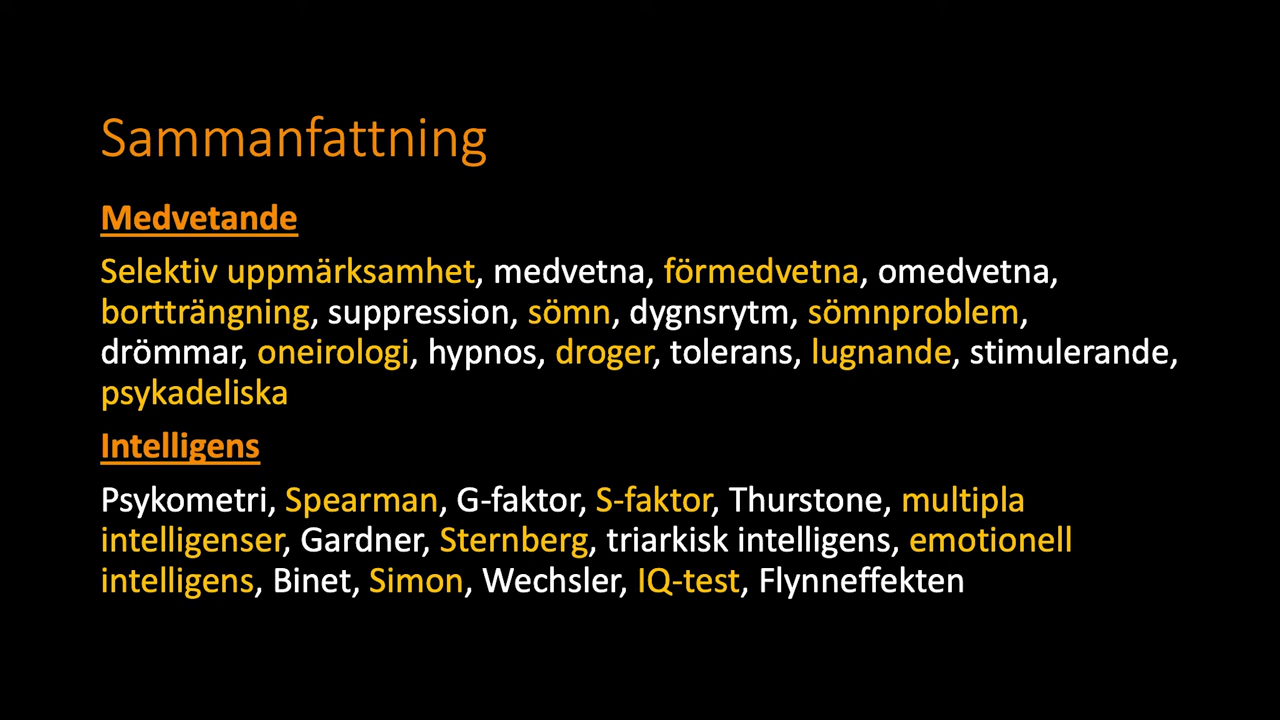 Sammanfattning
Medvetande
Selektiv uppmärksamhet, medvetna, förmedvetna, omedvetna,
bortträngning, suppression, sömn, dygnsrytm, sömnproblem,
drömmar, oneirologi, hypnos, droger, tolerans, lugnande, stimulerande,
psykadeliska
Intelligens
Psykometri, Spearman, G-faktor, S-faktor, Thurstone, multipla
intelligenser, Gardner, Sternberg, triarkisk intelligens, emotionell
intelligens, Binet, Simon, Wechsler, IQ-test, Flynneffekten